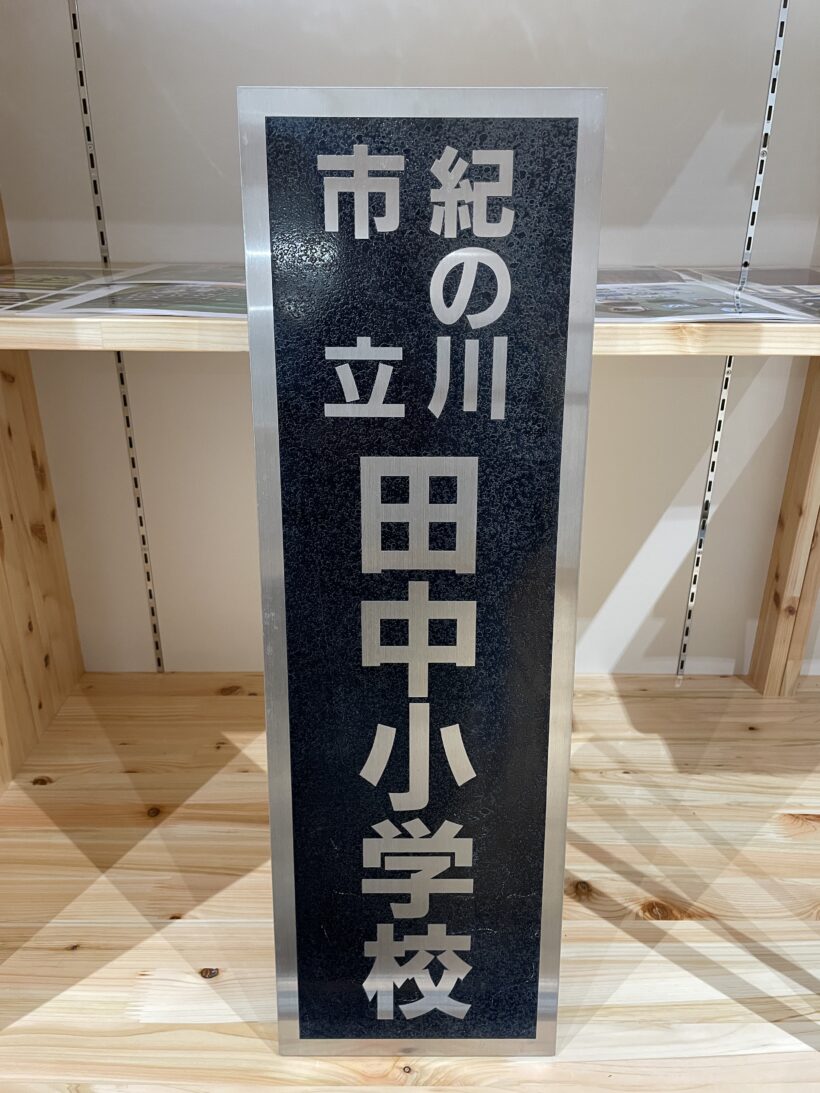 紀の川
市立
田中小学校